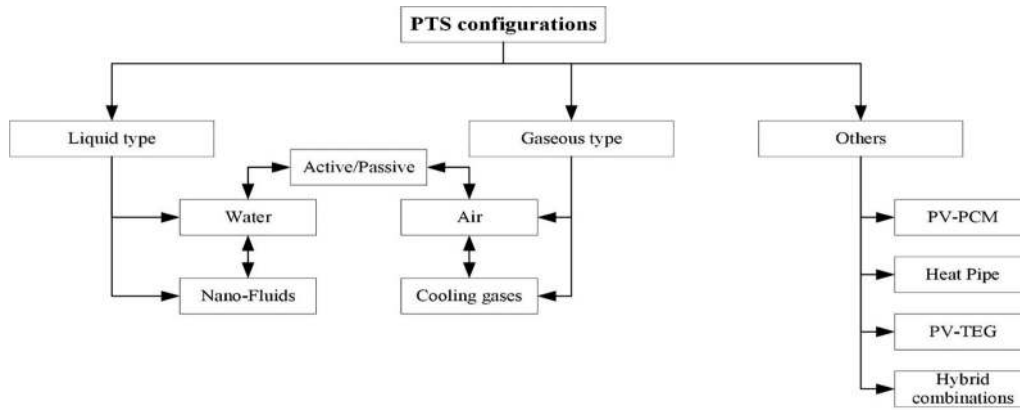 PTS configurations
Liquid type
Gaseous type
Others
Active/Passive
Water
Air
PV-PCM
Nano-Fluids
Cooling gases
Heat Pipe
PV-TEG
Hybrid
combinations